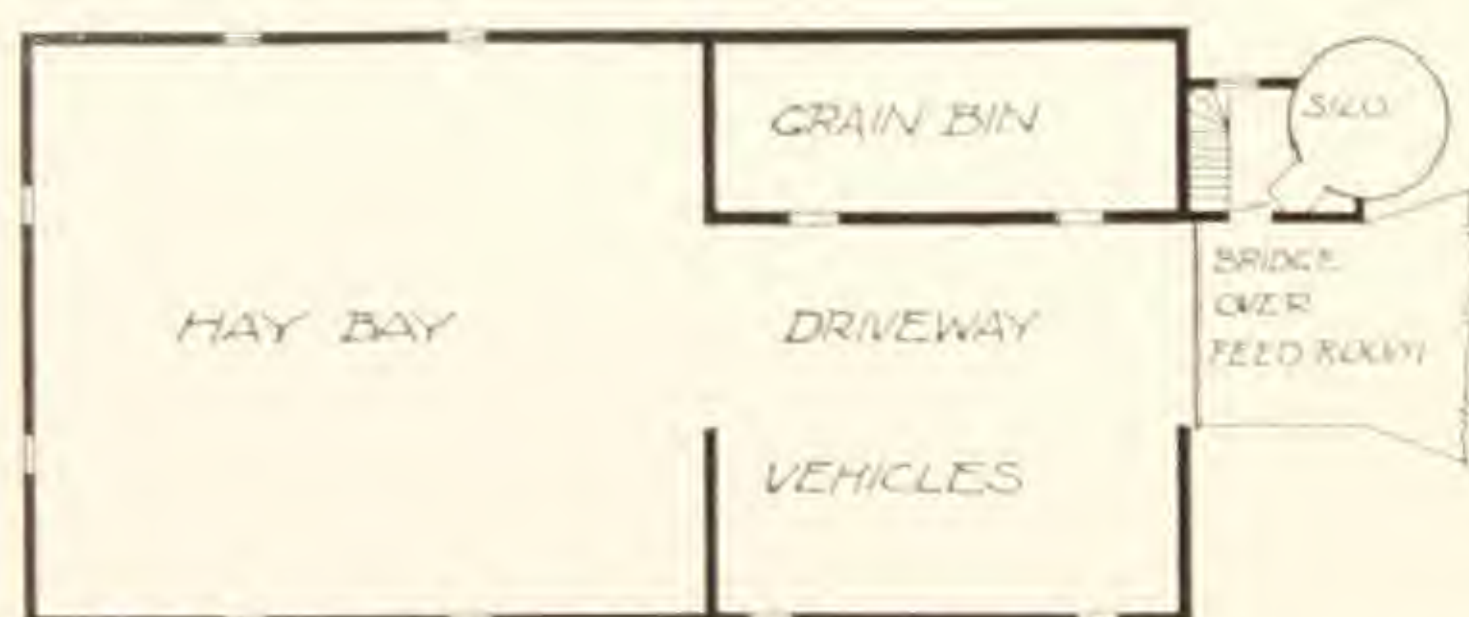 GRAIN BIN
SILO.
HAY BAY
DRIVEWAY
BRIDGE
OVER
FEED ROOM
VEHICLES